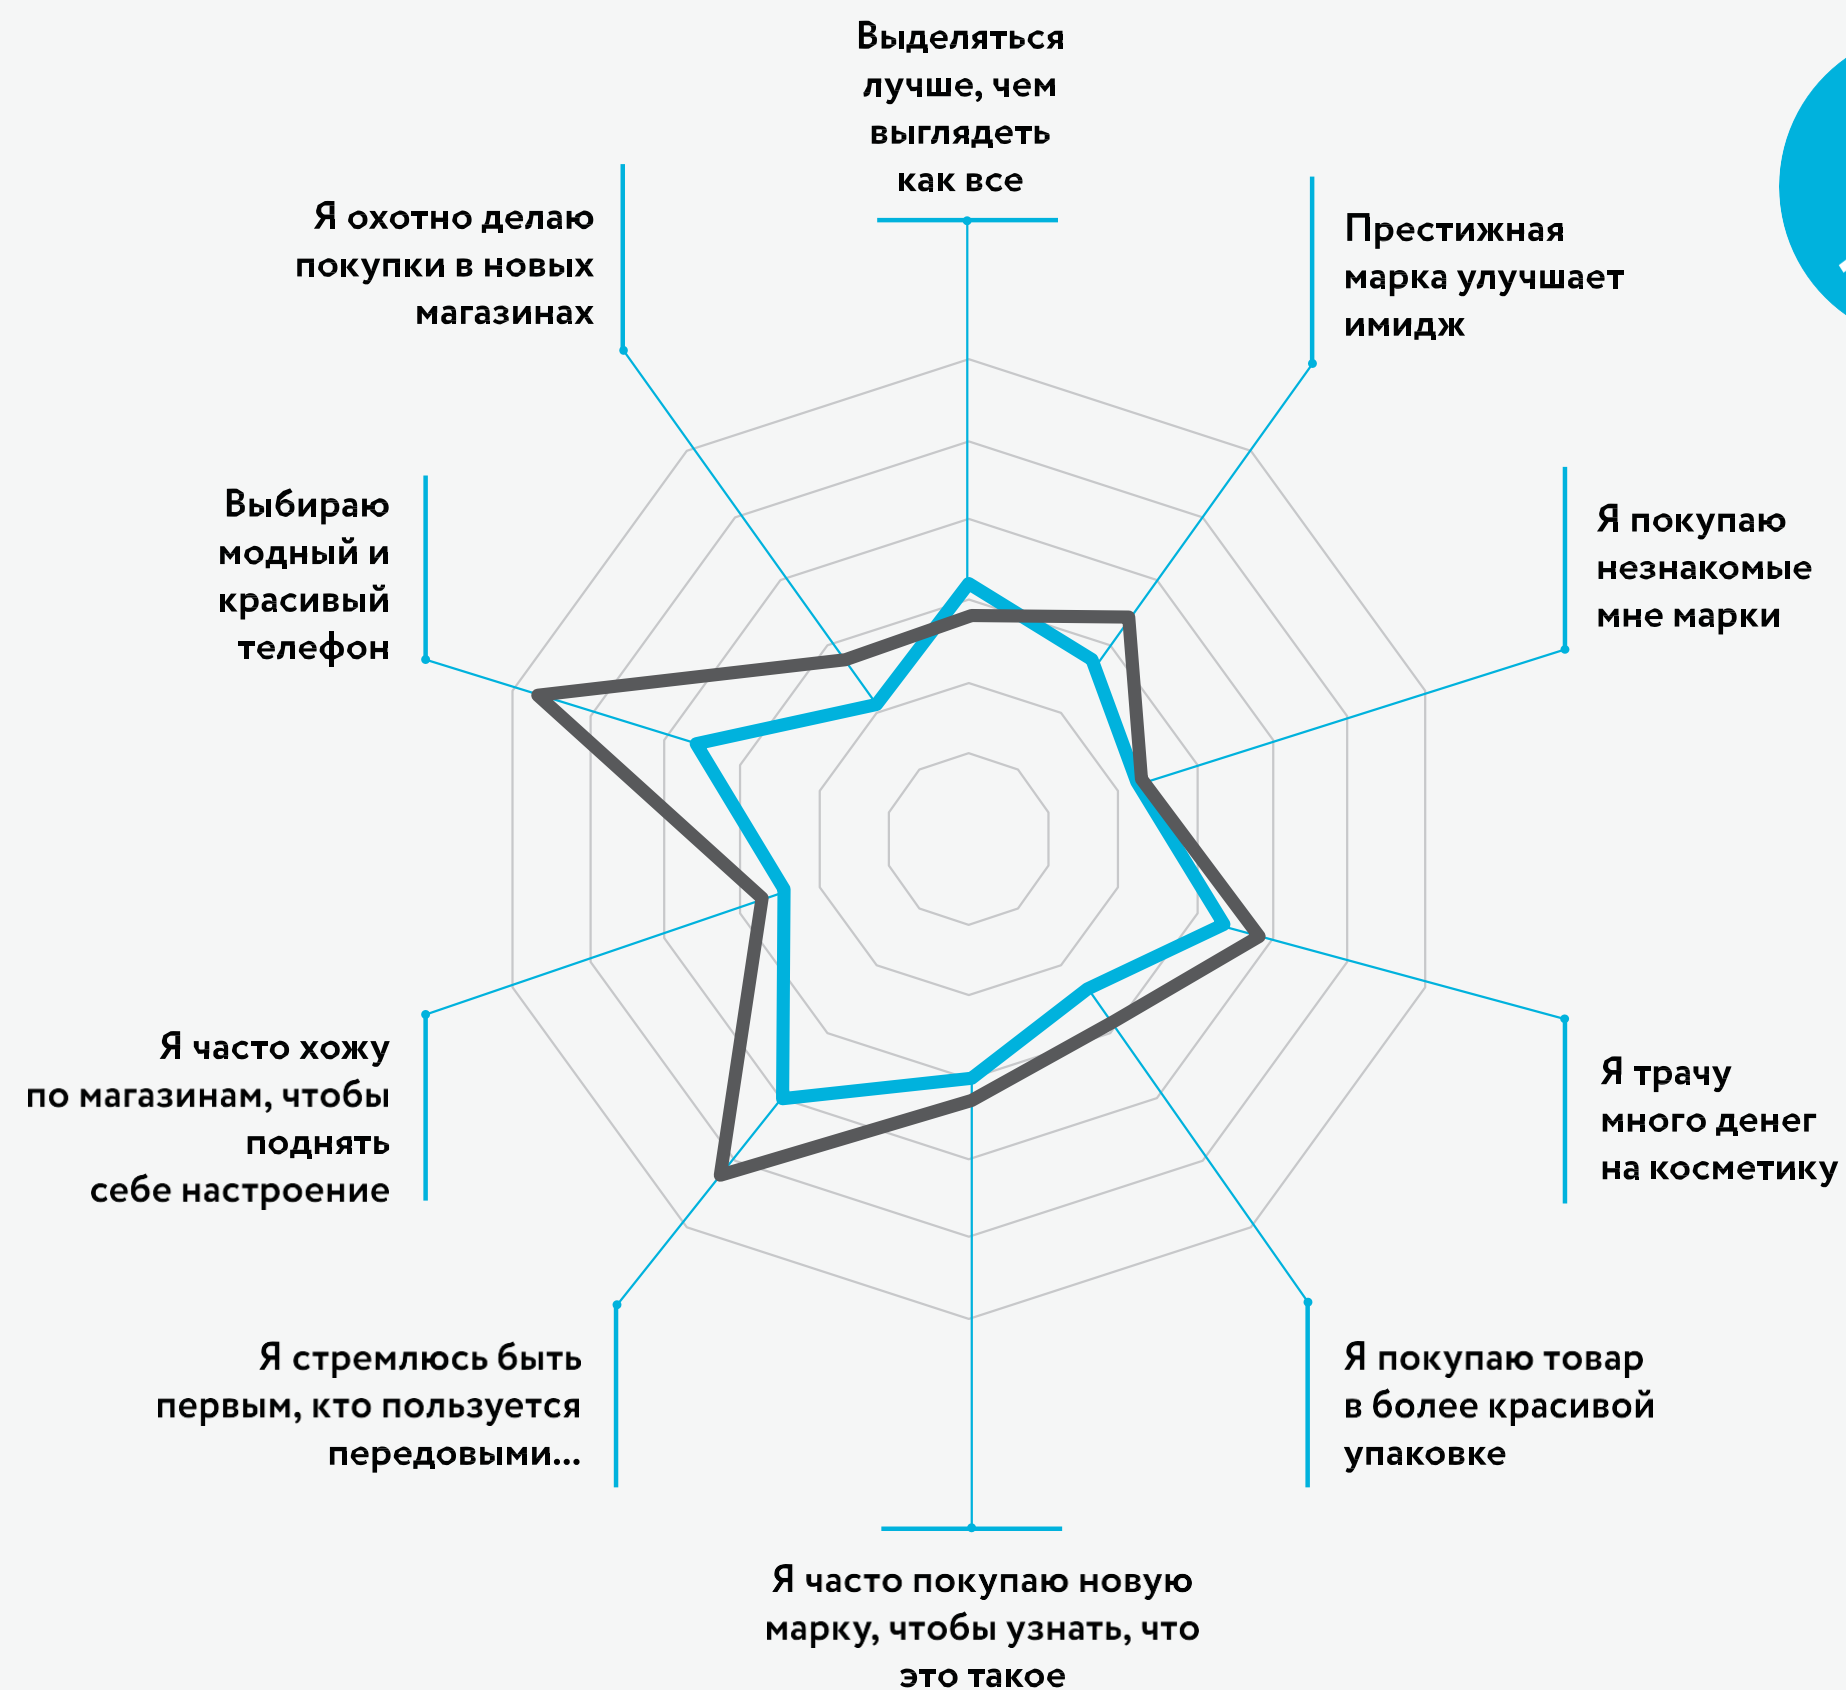 Выделяться
лучше, чем
выглядеть
как все
Престижная
марка улучшает
имидж
Я покупаю
незнакомые
мне марки
Я трачу
много денег
на косметику
Я покупаю товар
в более красивой
упаковке
Я часто покупаю новую
марку, чтобы узнать, что
это такое
Я стремлюсь быть
первым, кто пользуется
передовыми...
Я часто хожу
по магазинам, чтобы
поднять
себе настроение
Выбираю
модный и
красивый
телефон
Я охотно делаю
покупки в новых
магазинах